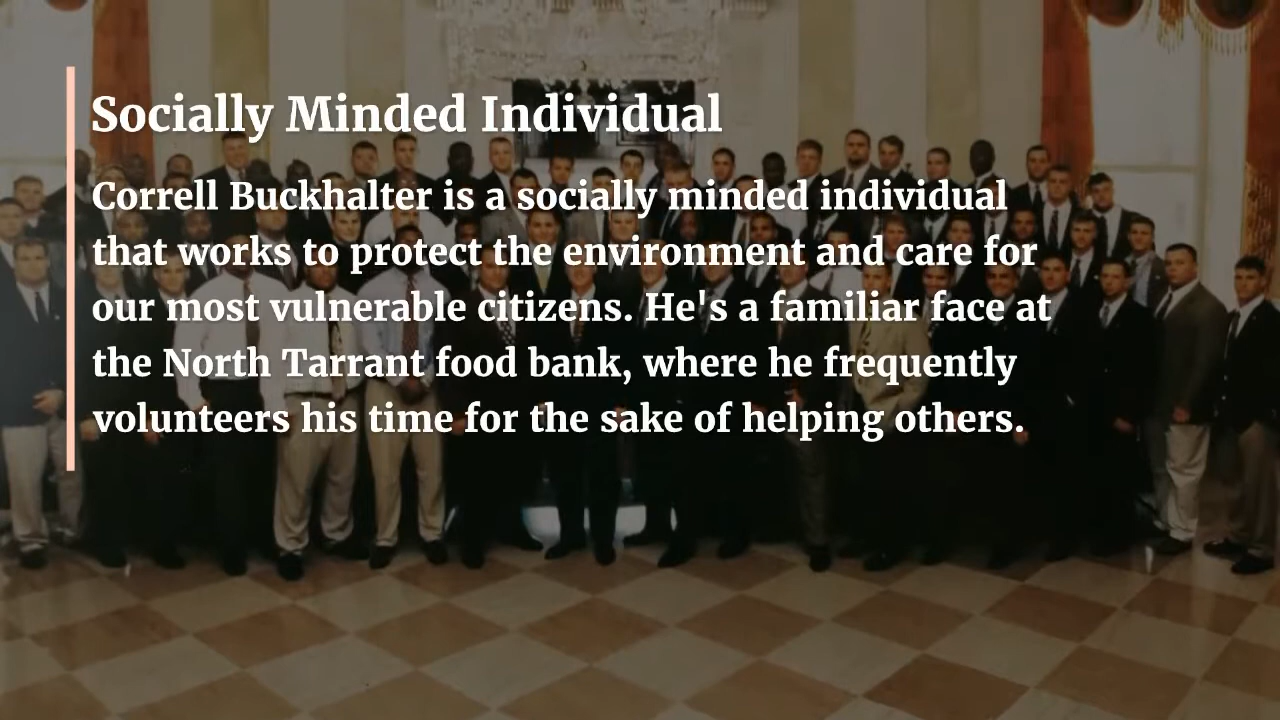 Socially Minded Individual
Correll Buckhalter is a socially minded individual
that works to protect the environment and care for
our most vulnerable citizens. He's a familiar face at
the North Tarrant food bank, where he frequently
volunteers his time for the sake of helping others.